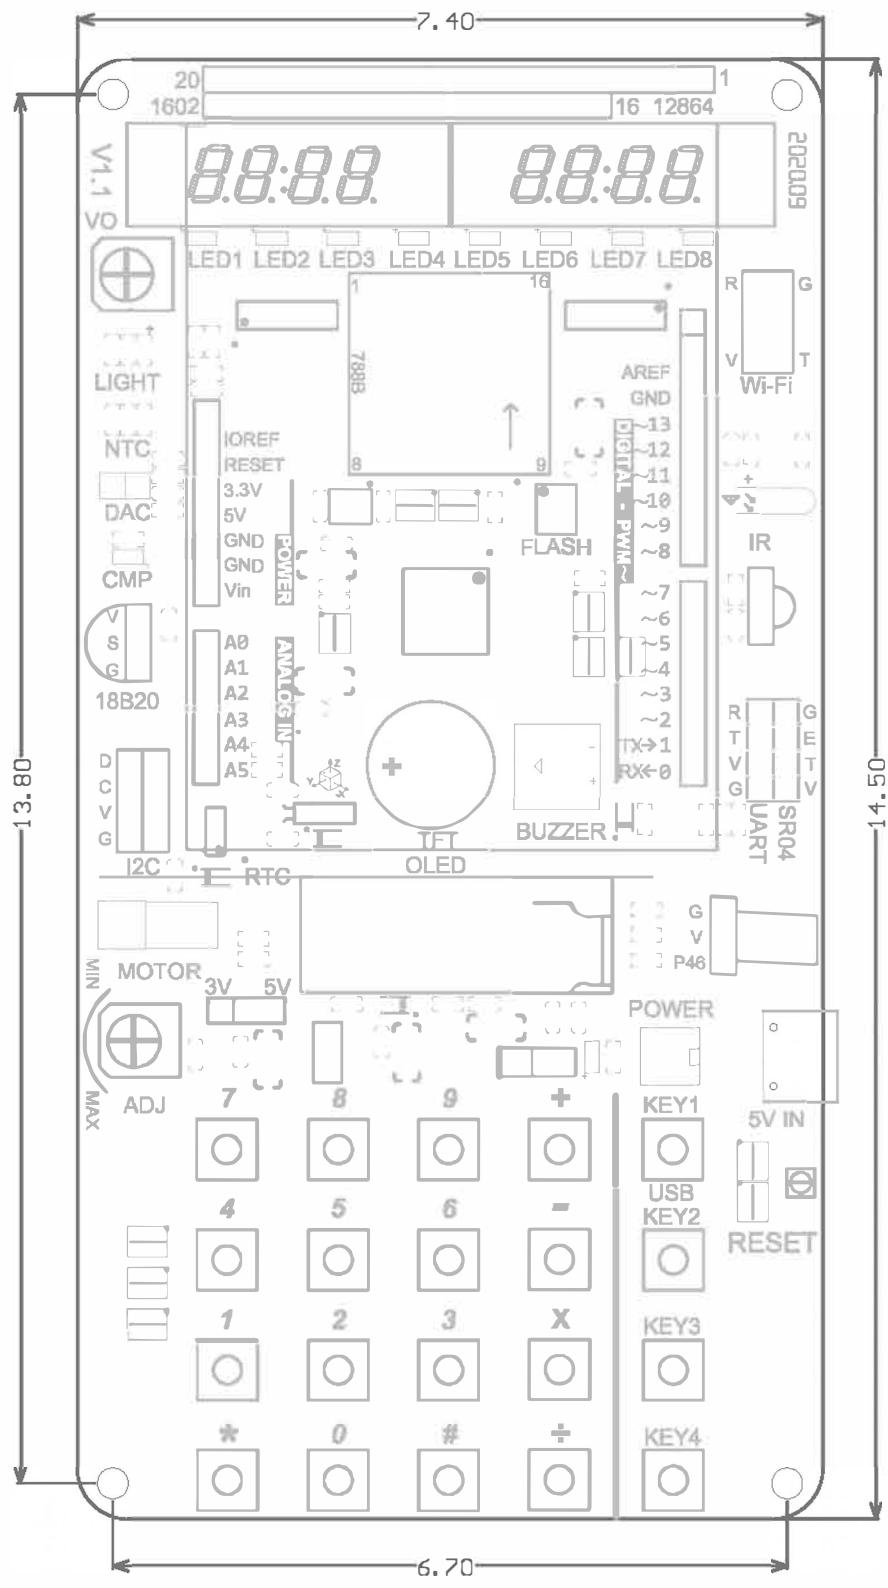 7.40
20 1
1602 16 12864
V1.1
202009
VO
LED1 LED2 LED3 LED4 LED5 LED6 LED7 LED8
1 16
R G
788B
V T
Wi-Fi
LIGHT
AREF
GND
IOREF
RESET
3.3V
5V
GND
GND
Vin
POWER
8 9
~13
~12
~11
~10
~9
~8
DIGITAL - PWM~
NTC
DAC
CMP
FLASH
+
IR
V
S
G
18B20
A0
A1
A2
A3
A4
A5
ANALOG IN
~7
~6
~5
~4
~3
~2
TX→1
RX←0
R G
T E
V T
G V
UART SR04
D
C
V
G
I2C
Z
Y X
+
BUZZER
OLED
RTC
13.80
14.50
G
V
P46
MOTOR
3V 5V
MIN
MAX
ADJ
POWER
5V IN
7 8 9 + KEY1
USB
4 5 6 - KEY2
RESET
1 2 3 X KEY3
* 0 # ÷ KEY4
6.70